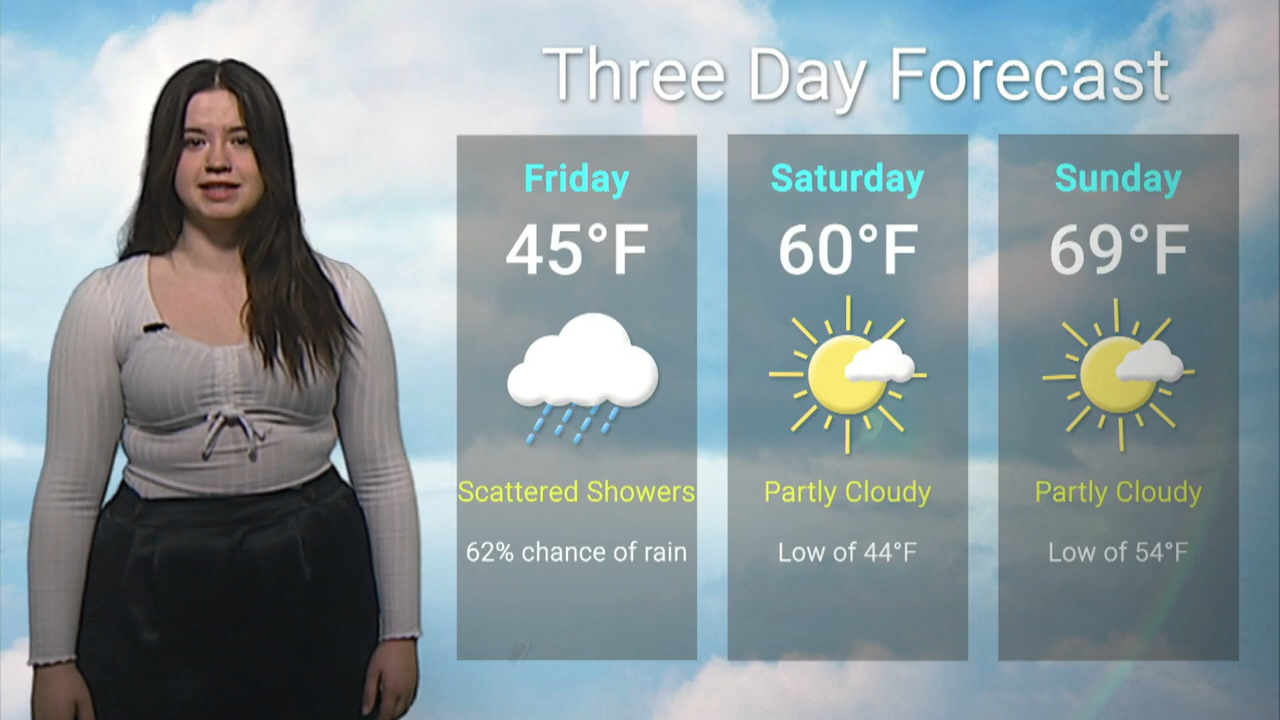 Three Day Forecast
Friday
45°F
Scattered Showers
62% chance of rain
Saturday
60°F
Partly Cloudy
Low of 44°F
Sunday
69°F
Partly Cloudy
Low of 54°F